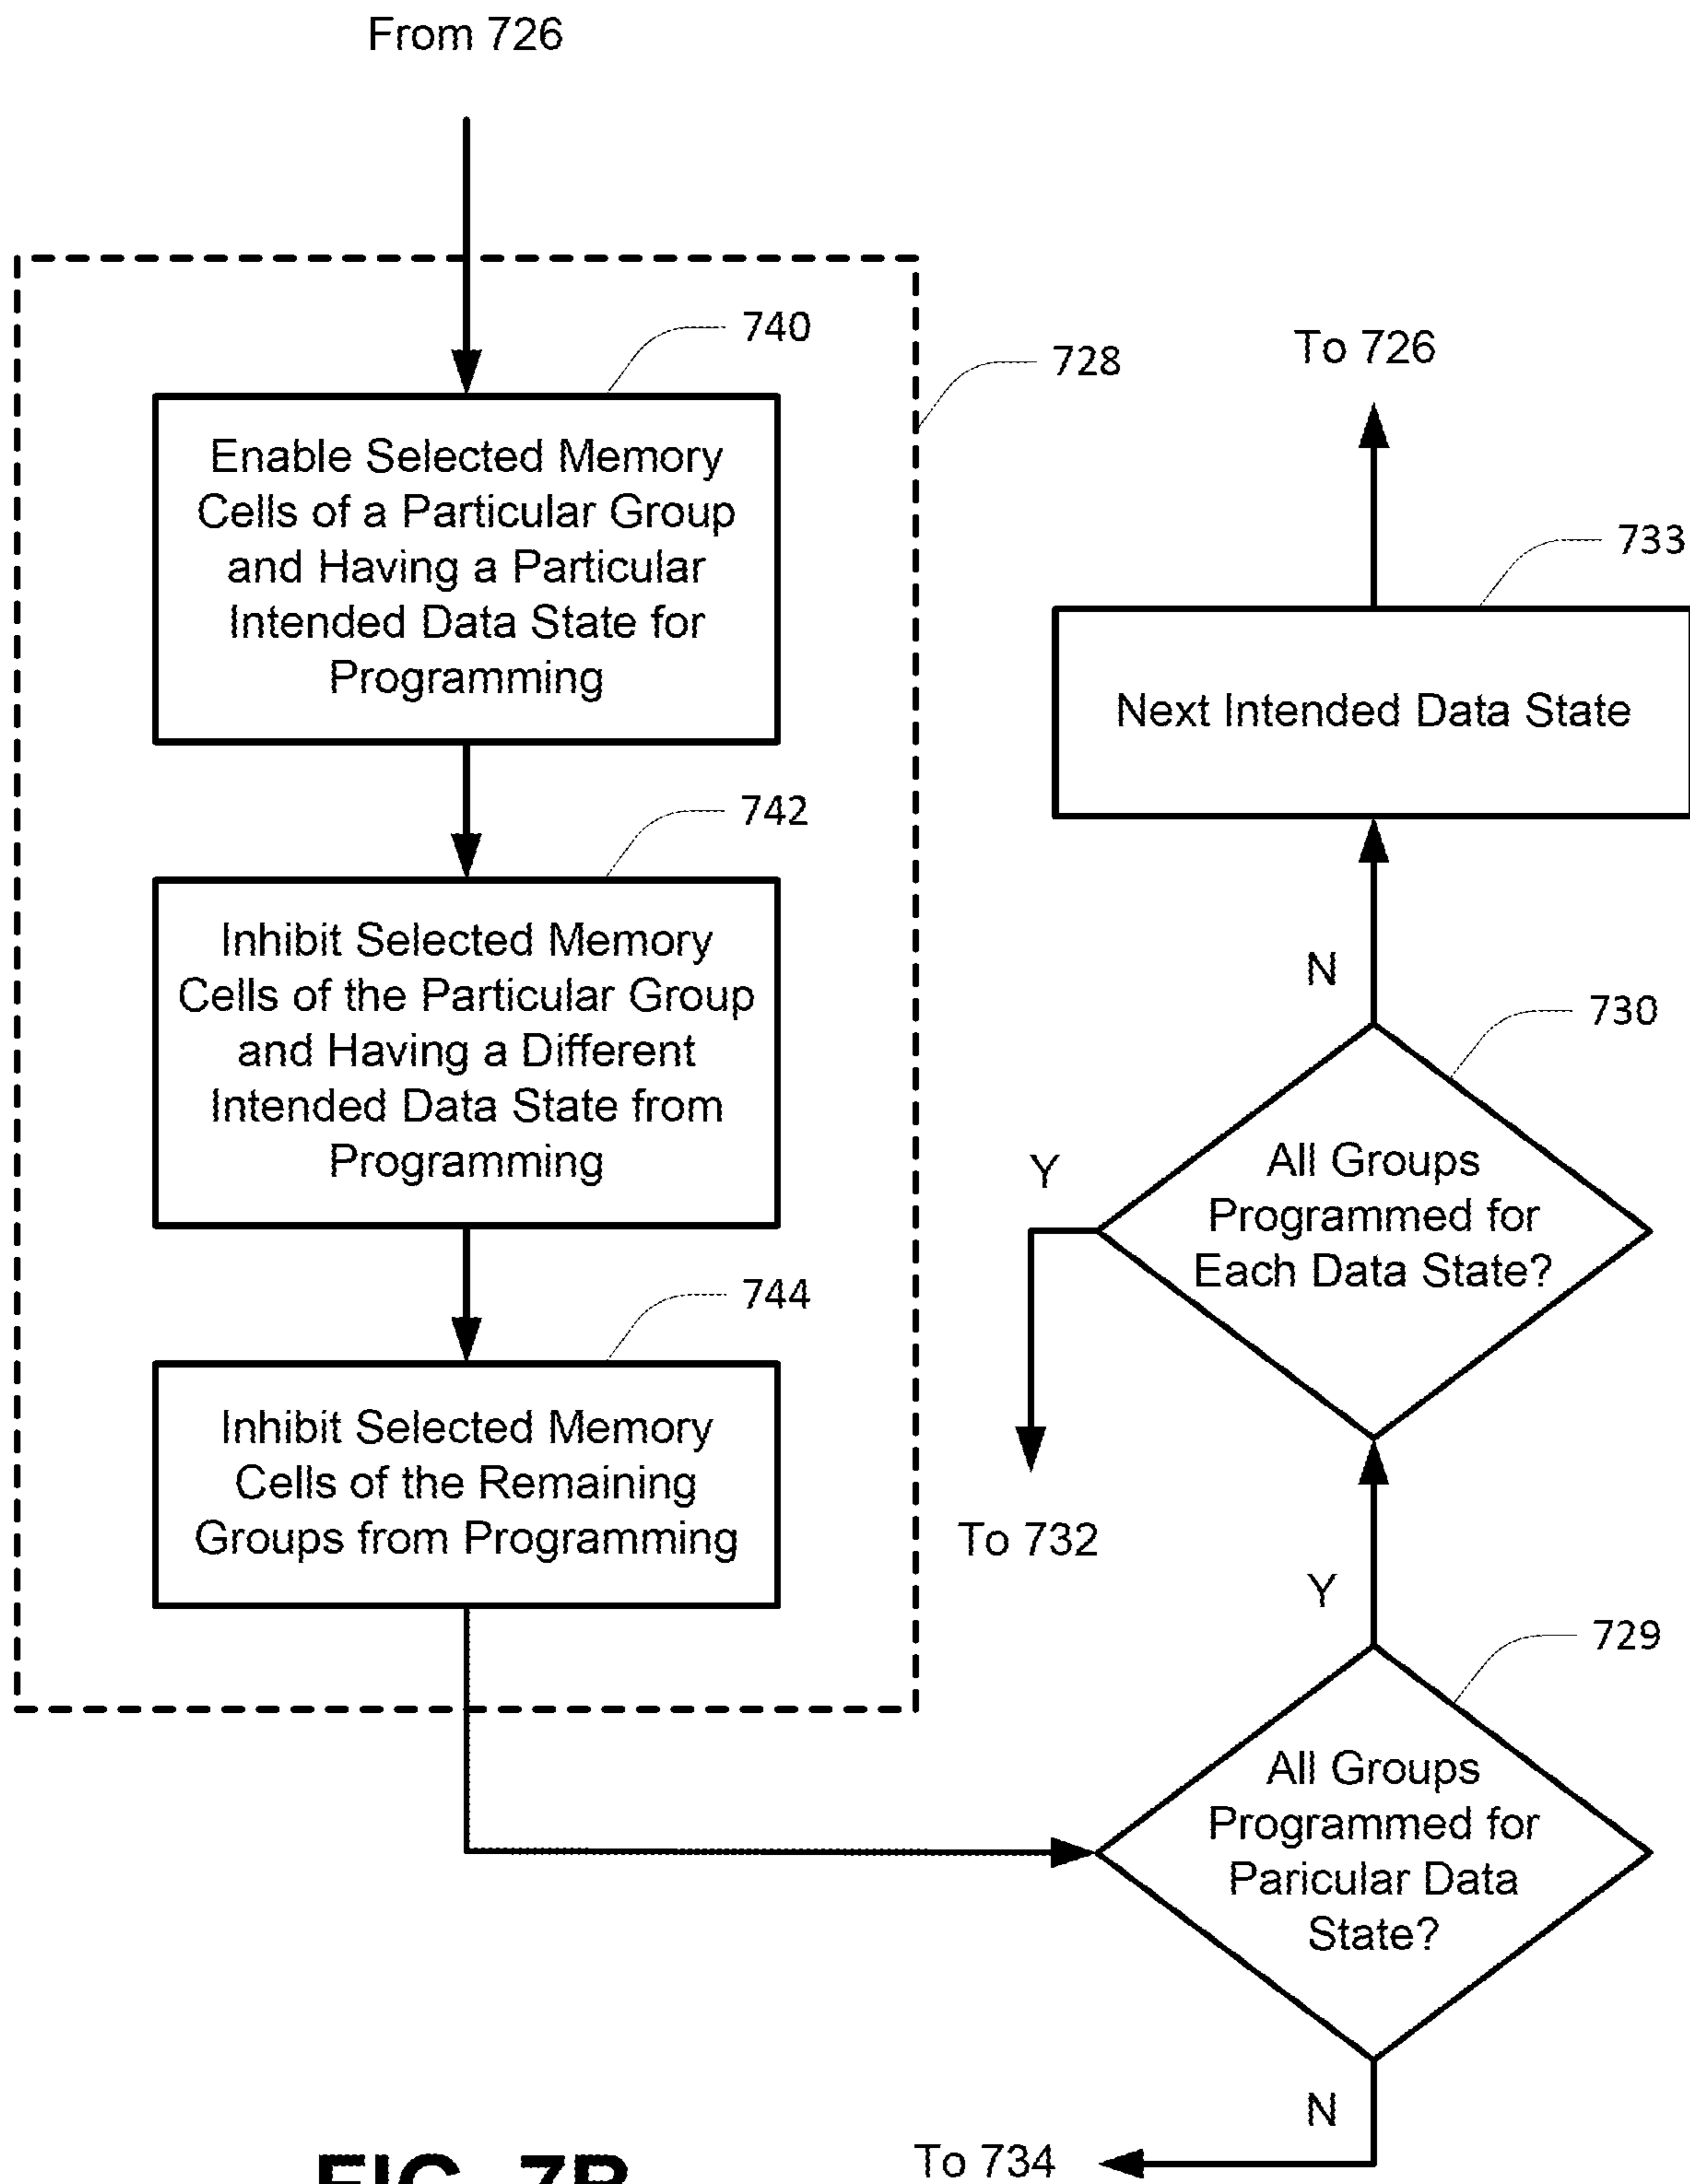 From 726
740
728
Enable Selected Memory
Cells of a Particular Group
and Having a Particular
Intended Data State for
Programming
742
Inhibit Selected Memory
Cells of the Particular Group
and Having a Different
Intended Data State from
Programming
744
Inhibit Selected Memory
Cells of the Remaining
Groups from Programming
To 726
733
Next Intended Data State
N
730
All Groups
Programmed for
Each Data State?
Y
To 732
Y
729
All Groups
Programmed for
Paricular Data
State?
N
To 734
FIG. 7B